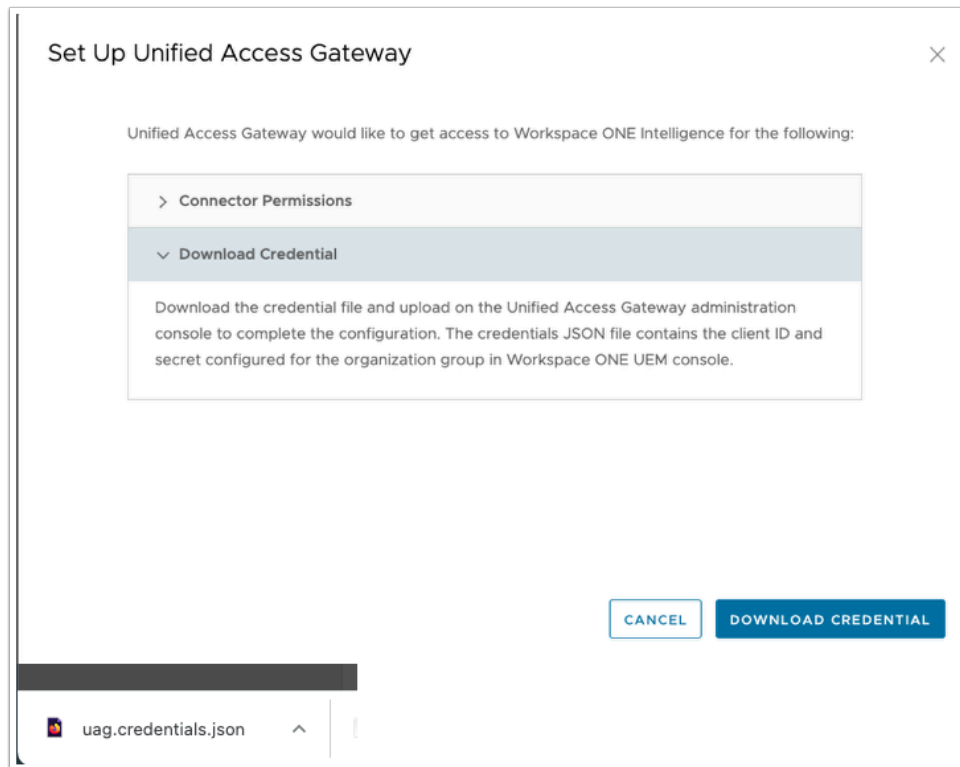 Set Up Unified Access Gateway
Unified Access Gateway would like to get access to Workspace ONE Intelligence for the following:
Connector Permissions
Download Credential
Download the credential file and upload on the Unified Access Gateway administration
console to complete the configuration. The credentials JSON file contains the client ID and
secret configured for the organization group in Workspace ONE UEM console.
CANCEL
DOWNLOAD CREDENTIAL
uag.credentials.json